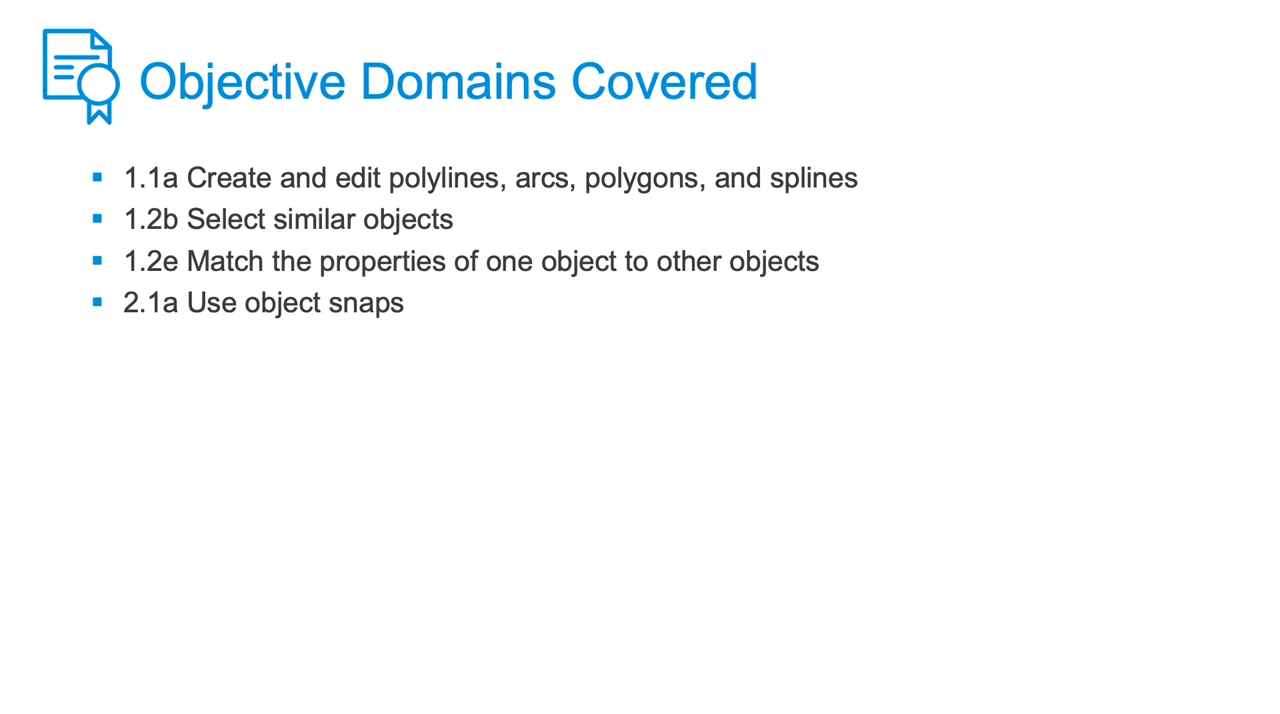 Objective Domains Covered
▪ 1.1a Create and edit polylines, arcs, polygons, and splines
▪ 1.2b Select similar objects
▪ 1.2e Match the properties of one object to other objects
▪ 2.1a Use object snaps